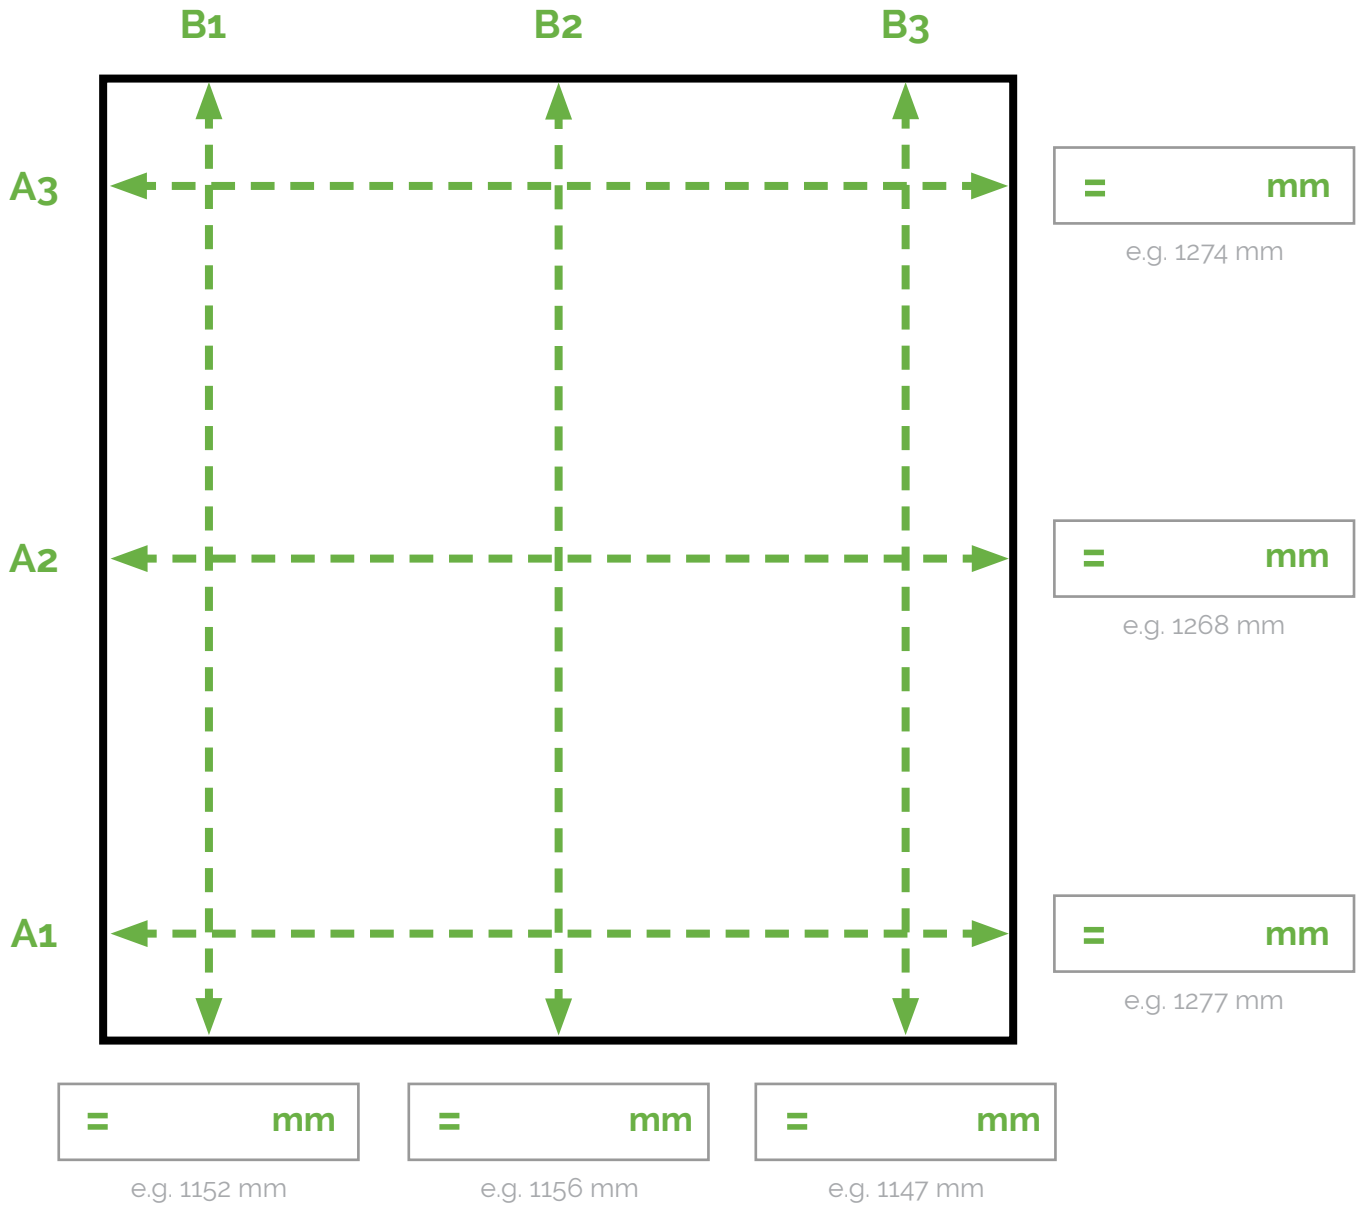 B1 B2 B3
A3
= mm
e.g. 1274 mm
A2
= mm
e.g. 1268 mm
A1
= mm
e.g. 1277 mm
= mm
= mm
= mm
e.g. 1152 mm
e.g. 1156 mm
e.g. 1147 mm